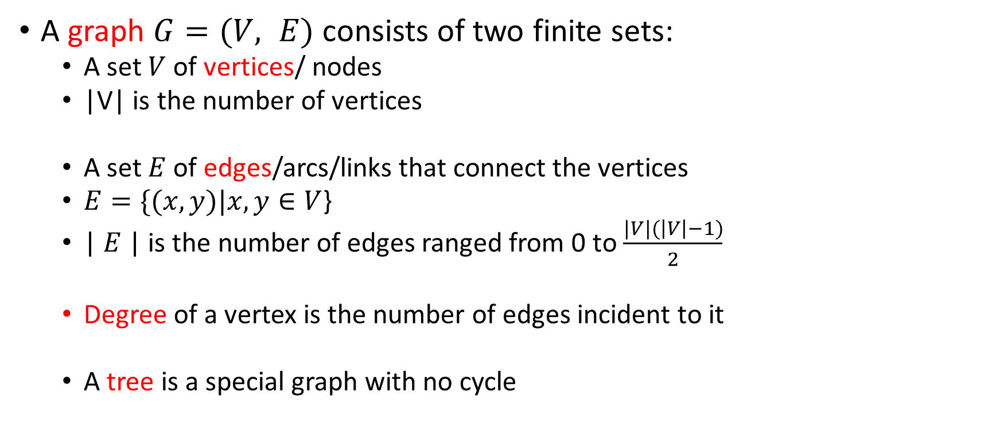 • A graph G = (V, E) consists of two finite sets:
• A set V of vertices/ nodes
• |V| is the number of vertices
• A set E of edges/arcs/links that connect the vertices
• E = {(x, y)|x, y ∈ V}
• | E | is the number of edges ranged from 0 to |V|(|V|−1)/2
• Degree of a vertex is the number of edges incident to it
• A tree is a special graph with no cycle